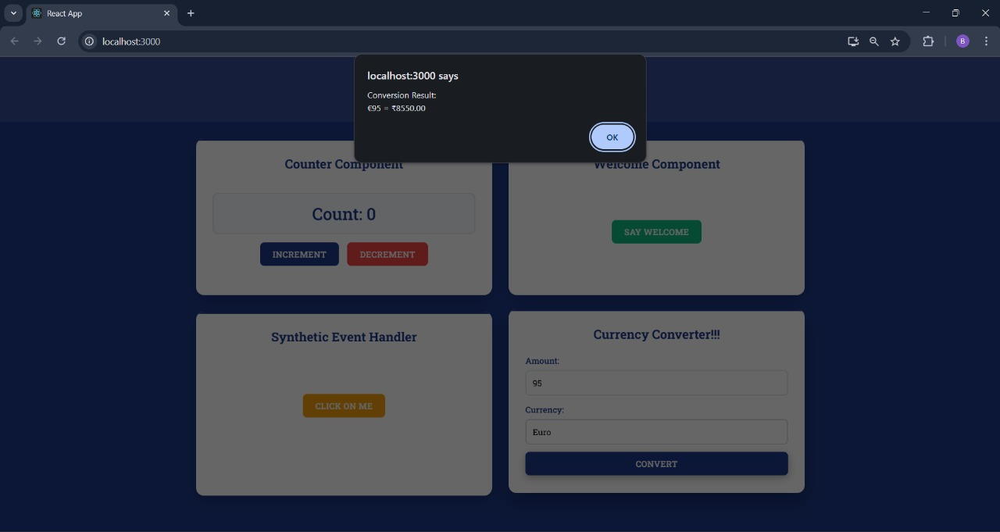 React App
localhost:3000
B
localhost:3000 says
Conversion Result:
€95 = ₹8550.00
OK
Counter Component
Count: 0
INCREMENT DECREMENT
Welcome Component
SAY WELCOME
Synthetic Event Handler
CLICK ON ME
Currency Converter!!!
Amount:
95
Currency:
Euro
CONVERT